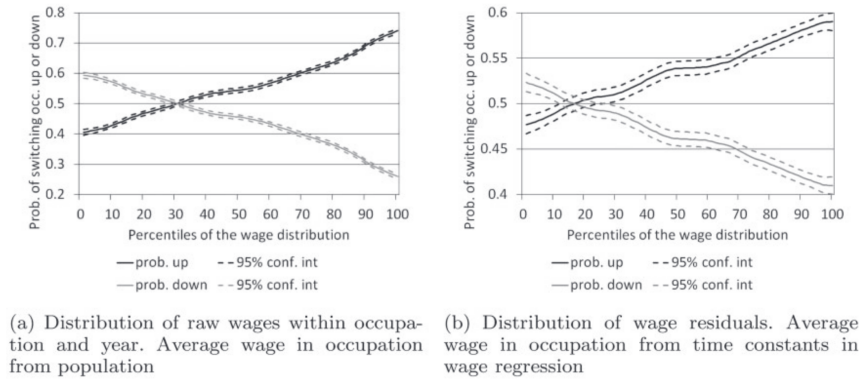 Prob. of switching occ. up or down
0.8
0.7
0.6
0.5
0.4
0.3
0.2
0 10 20 30 40 50 60 70 80 90 100
Percentiles of the wage distribution
prob. up 95% conf. int
prob. down 95% conf. int
(a) Distribution of raw wages within occupa-
tion and year. Average wage in occupation
from population
Prob. of switching occ. up or down
0.6
0.55
0.5
0.45
0.4
0 10 20 30 40 50 60 70 80 90 100
Percentiles of the wage distribution
prob. up 95% conf. int
prob. down 95% conf. int
(b) Distribution of wage residuals. Average
wage in occupation from time constants in
wage regression